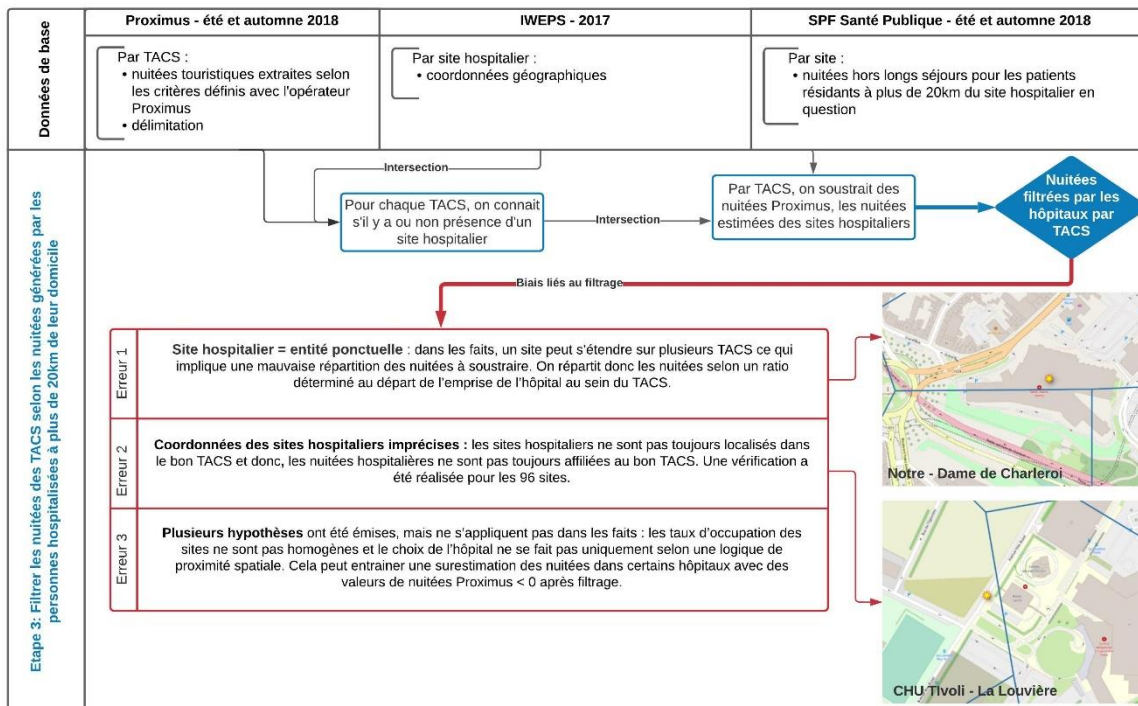 Données de base
Proximus - été et automne 2018
IWEPS - 2017
SPF Santé Publique - été et automne 2018
Par TACS :
• nuitées touristiques extraites selon
les critères définis avec l'opérateur
Proximus
• délimitation
Par site hospitalier :
• coordonnées géographiques
Par site :
• nuitées hors longs séjours pour les patients
résidants à plus de 20km du site hospitalier en
question
Etape 3: Filtrer les nuitées des TACS selon les nuitées générées par les
personnes hospitalisées à plus de 20km de leur domicile
Intersection
Pour chaque TACS, on connait
s'il y a ou non présence d'un
site hospitalier
Intersection
Par TACS, on soustrait des
nuitées Proximus, les nuitées
estimées des sites hospitaliers
Nuitées
filtrées par les
hôpitaux par
TACS
Biais liés au filtrage
Erreur 1
Site hospitalier = entité ponctuelle : dans les faits, un site peut s'étendre sur plusieurs TACS ce qui
implique une mauvaise répartition des nuitées à soustraire. On répartit donc les nuitées selon un ratio
déterminé au départ de l'emprise de l'hôpital au sein du TACS.
Erreur 2
Coordonnées des sites hospitaliers imprécises : les sites hospitaliers ne sont pas toujours localisés dans
le bon TACS et donc, les nuitées hospitalières ne sont pas toujours affiliées au bon TACS. Une vérification a
été réalisée pour les 96 sites.
Erreur 3
Plusieurs hypothèses ont été émises, mais ne s'appliquent pas dans les faits : les taux d'occupation des
sites ne sont pas homogènes et le choix de l'hôpital ne se fait pas uniquement selon une logique de
proximité spatiale. Cela peut entrainer une surestimation des nuitées dans certains hôpitaux avec des
valeurs de nuitées Proximus < 0 après filtrage.
Notre - Dame de Charleroi
CHU TIvoli - La Louvière